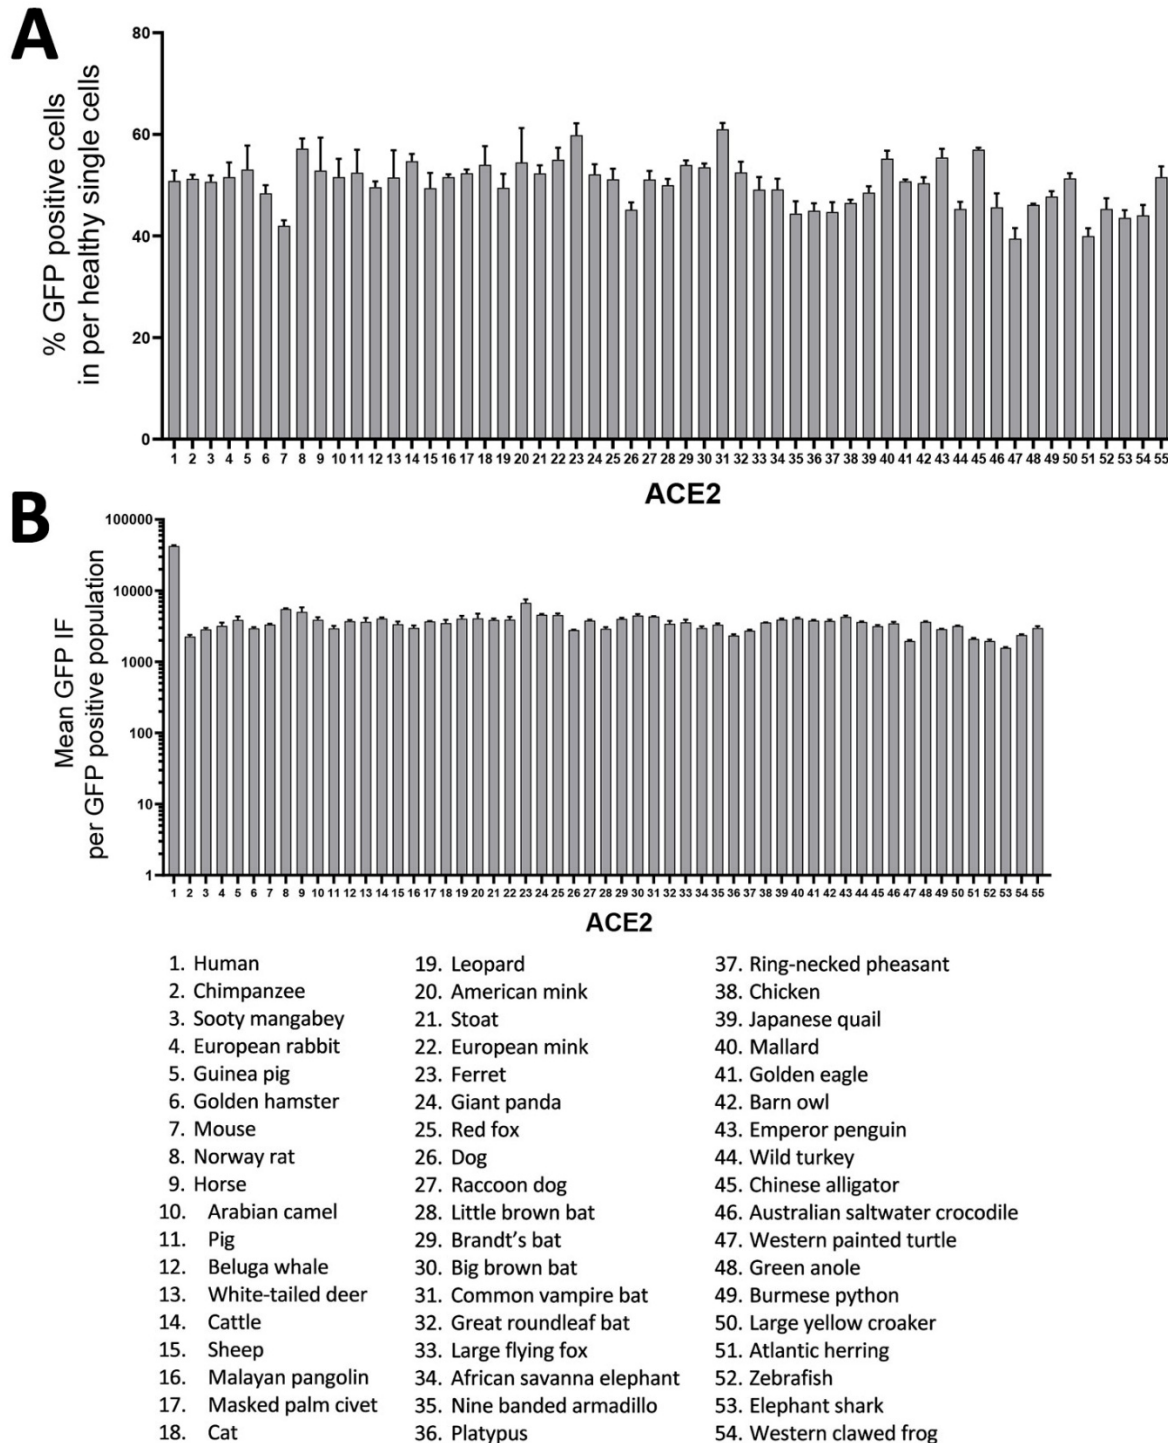 A
80
60
40
20
0
% GFP positive cells
in per healthy single cells
1 2 3 4 5 6 7 8 9 10 11 12 13 14 15 16 17 18 19 20 21 22 23 24 25 26 27 28 29 30 31 32 33 34 35 36 37 38 39 40 41 42 43 44 45 46 47 48 49 50 51 52 53 54 55
ACE2
B
100000
10000
1000
100
10
1
Mean GFP IF
per GFP positive population
1 2 3 4 5 6 7 8 9 10 11 12 13 14 15 16 17 18 19 20 21 22 23 24 25 26 27 28 29 30 31 32 33 34 35 36 37 38 39 40 41 42 43 44 45 46 47 48 49 50 51 52 53 54 55
ACE2
1. Human
2. Chimpanzee
3. Sooty mangabey
4. European rabbit
5. Guinea pig
6. Golden hamster
7. Mouse
8. Norway rat
9. Horse
10. Arabian camel
11. Pig
12. Beluga whale
13. White-tailed deer
14. Cattle
15. Sheep
16. Malayan pangolin
17. Masked palm civet
18. Cat
19. Leopard
20. American mink
21. Stoat
22. European mink
23. Ferret
24. Giant panda
25. Red fox
26. Dog
27. Raccoon dog
28. Little brown bat
29. Brandt's bat
30. Big brown bat
31. Common vampire bat
32. Great roundleaf bat
33. Large flying fox
34. African savanna elephant
35. Nine banded armadillo
36. Platypus
37. Ring-necked pheasant
38. Chicken
39. Japanese quail
40. Mallard
41. Golden eagle
42. Barn owl
43. Emperor penguin
44. Wild turkey
45. Chinese alligator
46. Australian saltwater crocodile
47. Western painted turtle
48. Green anole
49. Burmese python
50. Large yellow croaker
51. Atlantic herring
52. Zebrafish
53. Elephant shark
54. Western clawed frog